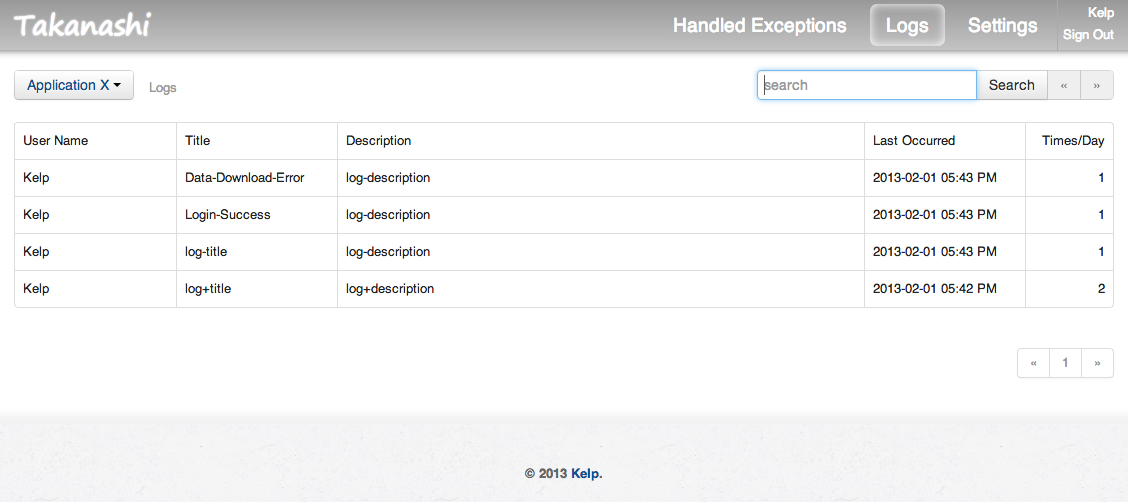 Takanashi
Handled Exceptions Logs Settings
Kelp
Sign Out
Application X Logs
search Search « »
User Name Title Description Last Occurred Times/Day
Kelp Data-Download-Error log-description 2013-02-01 05:43 PM 1
Kelp Login-Success log-description 2013-02-01 05:43 PM 1
Kelp log-title log-description 2013-02-01 05:43 PM 1
Kelp log+title log+description 2013-02-01 05:42 PM 2
« 1 »
© 2013 Kelp.